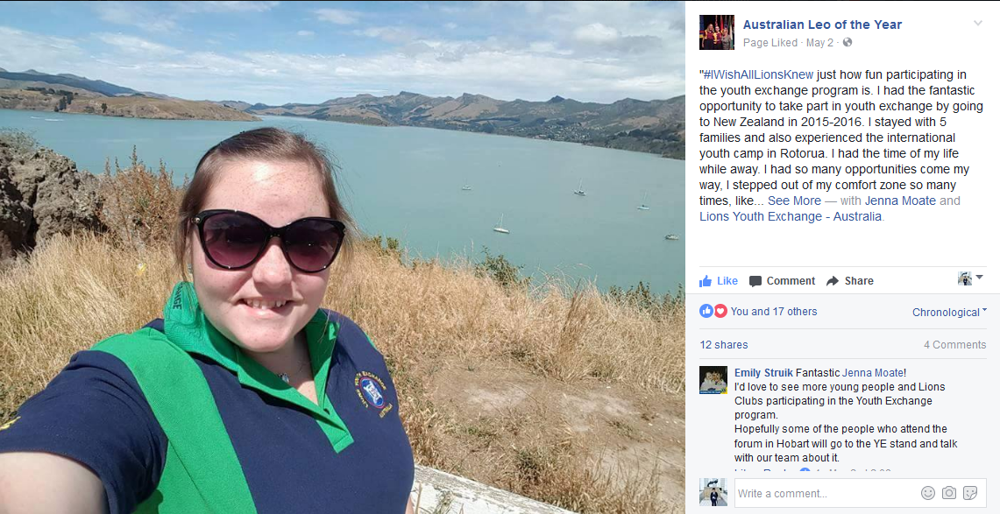 Australian Leo of the Year
Page Liked · May 2 ·
"#IWishAllLionsKnew just how fun participating in
the youth exchange program is. I had the fantastic
opportunity to take part in youth exchange by going
to New Zealand in 2015-2016. I stayed with 5
families and also experienced the international
youth camp in Rotorua. I had the time of my life
while away. I had so many opportunities come my
way, I stepped out of my comfort zone so many
times, like... See More — with Jenna Moate and
Lions Youth Exchange - Australia.
Like Comment Share
You and 17 others Chronological
12 shares 4 Comments
Emily Struik Fantastic Jenna Moate!
I'd love to see more young people and Lions
Clubs participating in the Youth Exchange
program.
Hopefully some of the people who attend the
forum in Hobart will go to the YE stand and talk
with our team about it.
Write a comment...
LIONS YOUTH EXCHANGE
AUSTRALIA